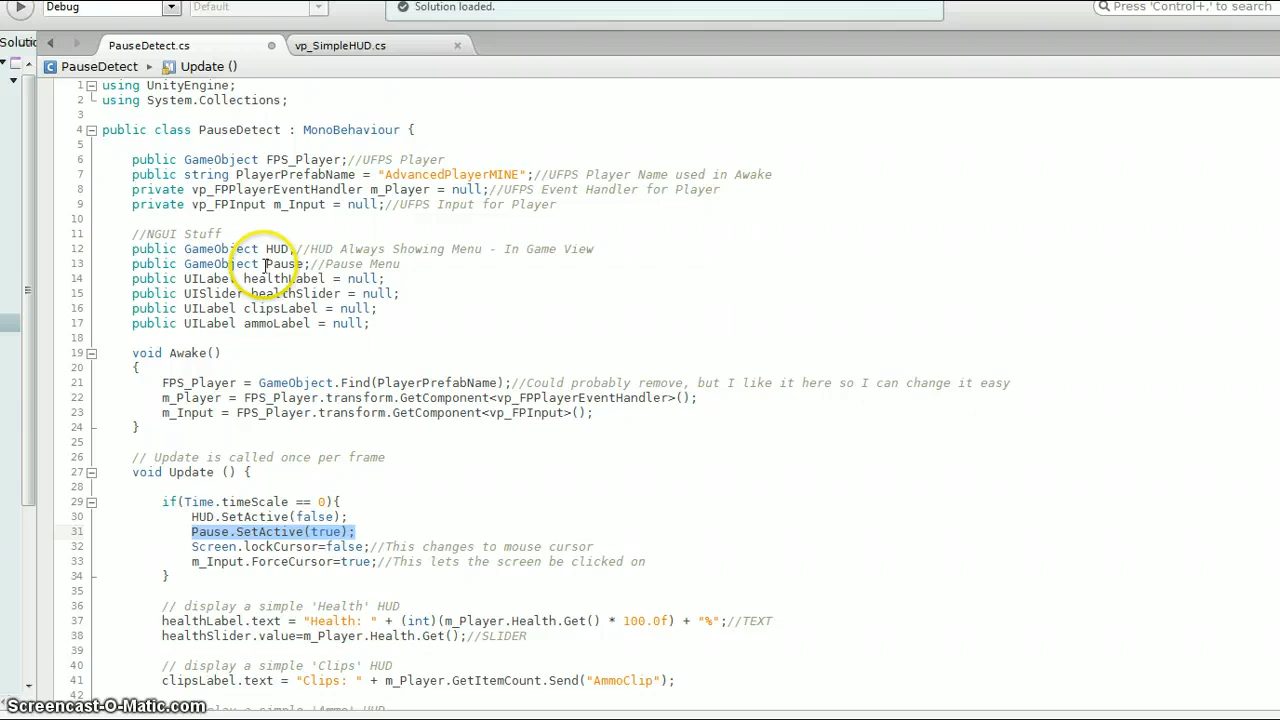 Debug
Default
Solution loaded.
Press 'Control+,' to search
Solutio
PauseDetect.cs
vp_SimpleHUD.cs
PauseDetect
Update ()
1 using UnityEngine;
2 using System.Collections;
3
4 public class PauseDetect : MonoBehaviour {
5
6 public GameObject FPS_Player;//UFPS Player
7 public string PlayerPrefabName = "AdvancedPlayerMINE";//UFPS Player Name used in Awake
8 private vp_FPPlayerEventHandler m_Player = null;//UFPS Event Handler for Player
9 private vp_FPInput m_Input = null;//UFPS Input for Player
10
11 //NGUI Stuff
12 public GameObject HUD;//HUD Always Showing Menu - In Game View
13 public GameObject Pause;//Pause Menu
14 public UILabel healthLabel = null;
15 public UISlider healthSlider = null;
16 public UILabel clipsLabel = null;
17 public UILabel ammoLabel = null;
18
19 void Awake()
20 {
21 FPS_Player = GameObject.Find(PlayerPrefabName);//Could probably remove, but I like it here so I can change it easy
22 m_Player = FPS_Player.transform.GetComponent<vp_FPPlayerEventHandler>();
23 m_Input = FPS_Player.transform.GetComponent<vp_FPInput>();
24 }
25
26 // Update is called once per frame
27 void Update () {
28
29 if(Time.timeScale == 0){
30 HUD.SetActive(false);
31 Pause.SetActive(true);
32 Screen.lockCursor=false;//This changes to mouse cursor
33 m_Input.ForceCursor=true;//This lets the screen be clicked on
34 }
35
36 // display a simple 'Health' HUD
37 healthLabel.text = "Health: " + (int)(m_Player.Health.Get() * 100.0f) + "%";//TEXT
38 healthSlider.value=m_Player.Health.Get();//SLIDER
39
40 // display a simple 'Clips' HUD
41 clipsLabel.text = "Clips: " + m_Player.GetItemCount.Send("AmmoClip");
42
Screencast-O-Matic.com
display a simple 'Ammo' HUD